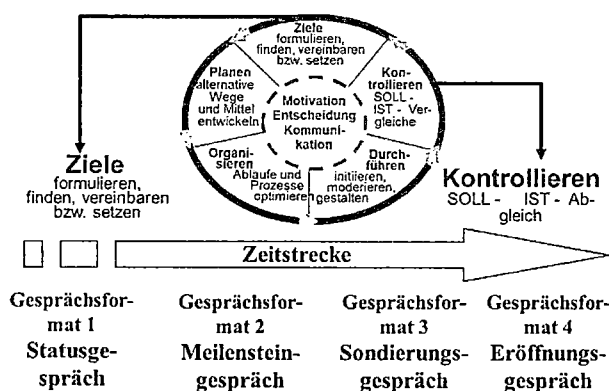 Ziele
formulieren,
finden, vereinbaren
bzw. setzen
Planen
alternative
Wege
und Mittel
entwickeln
Kon-
trollieren
SOLL -
IST - Ver-
gleiche
Motivation
Entscheidung
Kommuni-
kation
Organi-
sieren
Abläufe und
Prozesse
optimieren
Durch-
führen
initiieren,
moderieren,
gestalten
Ziele
formulieren,
finden, vereinbaren
bzw. setzen
Kontrollieren
SOLL - IST - Ab-
gleich
Zeitstrecke
Gesprächsfor-
mat 1
Statusge-
spräch
Gesprächsfor-
mat 2
Meilenstein-
gespräch
Gesprächsfor-
mat 3
Sondierungs-
gespräch
Gesprächsfor-
mat 4
Eröffnungs-
gespräch